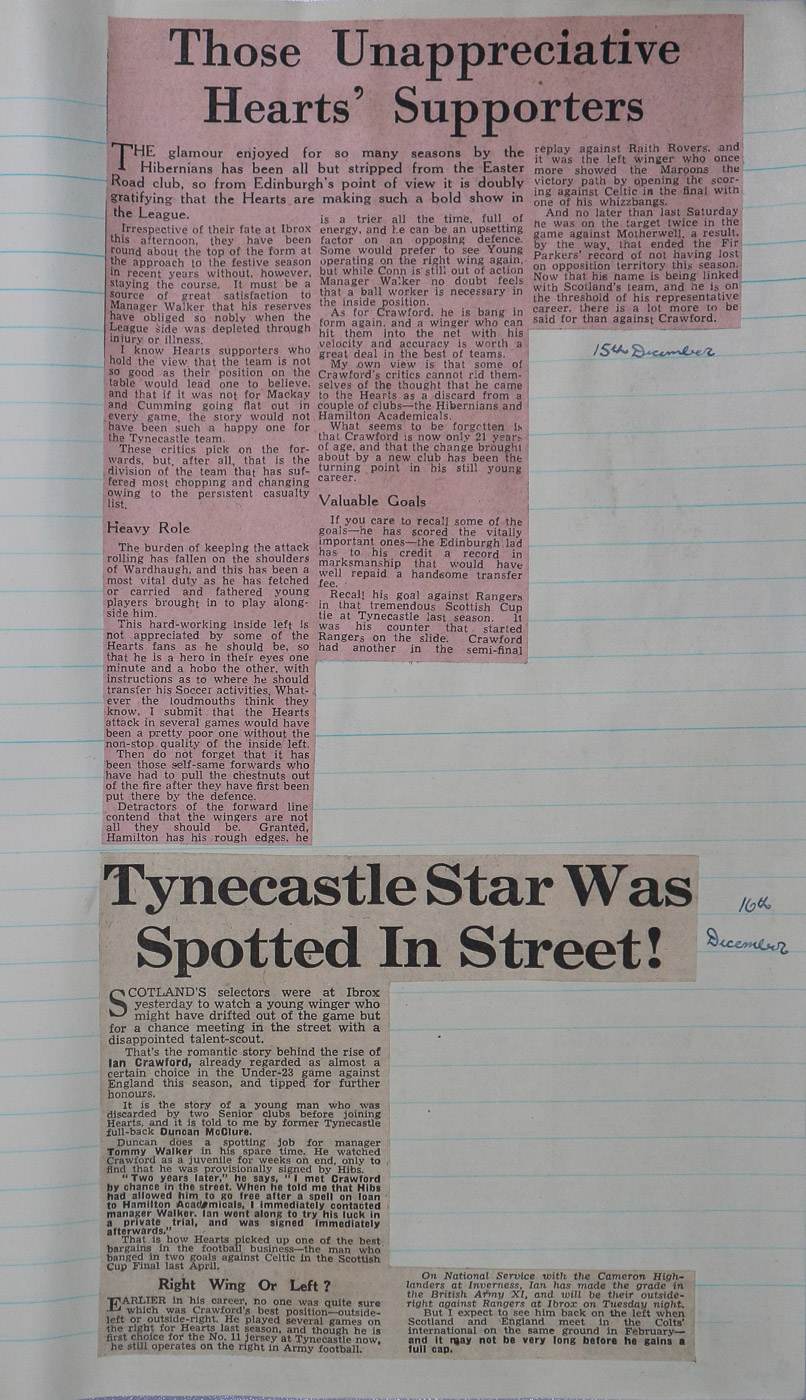 Those Unappreciative
Hearts' Supporters
THE glamour enjoyed for so many seasons by the
Hibernians has been all but stripped from the Easter
Road club, so from Edinburgh's point of view it is doubly
gratifying that the Hearts are making such a bold show in
the League.
Irrespective of their fate at Ibrox
this afternoon, they have been
round about the top of the form at
the approach to the festive season
in recent years without, however,
staying the course. It must be a
source of great satisfaction to
Manager Walker that his reserves
have obliged so nobly when the
League side was depleted through
injury or illness.
I know Hearts supporters who
hold the view that the team is not
so good as their position on the
table would lead one to believe,
and that if it was not for Mackay
and Cumming going flat out in
every game, the story would not
have been such a happy one for
the Tynecastle team.
These critics pick on the for-
wards, but, after all, that is the
division of the team that has suf-
fered most chopping and changing
owing to the persistent casualty
list.
Heavy Role
The burden of keeping the attack
rolling has fallen on the shoulders
of Wardhaugh, and this has been a
most vital duty as he has fetched
or carried and fathered young
players brought in to play along-
side him.
This hard-working inside left is
not appreciated by some of the
Hearts fans as he should be, so
that he is a hero in their eyes one
minute and a hobo the other, with
instructions as to where he should
transfer his Soccer activities. What-
ever the loudmouths think they
know, I submit that the Hearts
attack in several games would have
been a pretty poor one without the
non-stop quality of the inside left.
Then do not forget that it has
been those self-same forwards who
have had to pull the chestnuts out
of the fire after they have first been
put there by the defence.
Detractors of the forward line
contend that the wingers are not
all they should be. Granted,
Hamilton has his rough edges, he
is a trier all the time, full of
energy, and he can be an upsetting
factor on an opposing defence.
Some would prefer to see Young
operating on the right wing again,
but while Conn is still out of action
Manager Walker no doubt feels
that a ball worker is necessary in
the inside position.
As for Crawford, he is bang in
form again, and a winger who can
hit them into the net with his
velocity and accuracy is worth a
great deal in the best of teams.
My own view is that some of
Crawford's critics cannot rid them-
selves of the thought that he came
to the Hearts as a discard from a
couple of clubs—the Hibernians and
Hamilton Academicals.
What seems to be forgotten is
that Crawford is now only 21 years
of age, and that the change brought
about by a new club has been the
turning point in his still young
career.
Valuable Goals
If you care to recall some of the
goals—he has scored the vitally
important ones—the Edinburgh lad
has to his credit a record in
marksmanship that would have
well repaid a handsome transfer
fee.
Recall his goal against Rangers
in that tremendous Scottish Cup
tie at Tynecastle last season. It
was his counter that started
Rangers on the slide. Crawford
had another in the semi-final
replay against Raith Rovers, and
it was the left winger who once
more showed the Maroons the
victory path by opening the scor-
ing against Celtic in the final with
one of his whizzbangs.
And no later than last Saturday
he was on the target twice in the
game against Motherwell, a result,
by the way, that ended the Fir
Parkers' record of not having lost
on opposition territory this season.
Now that his name is being linked
with Scotland's team, and he is on
the threshold of his representative
career, there is a lot more to be
said for than against Crawford.
15th December
Tynecastle Star Was
Spotted In Street!
16th
December
SCOTLAND'S selectors were at Ibrox
yesterday to watch a young winger who
might have drifted out of the game but
for a chance meeting in the street with a
disappointed talent-scout.
That's the romantic story behind the rise of
Ian Crawford, already regarded as almost a
certain choice in the Under-23 game against
England this season, and tipped for further
honours.
It is the story of a young man who was
discarded by two Senior clubs before joining
Hearts, and it is told to me by former Tynecastle
full-back Duncan McClure.
Duncan does a spotting job for manager
Tommy Walker in his spare time. He watched
Crawford as a juvenile for weeks on end, only to
find that he was provisionally signed by Hibs.
"Two years later," he says, "I met Crawford
by chance in the street. When he told me that Hibs
had allowed him to go free after a spell on loan
to Hamilton Academicals, I immediately contacted
manager Walker. Ian went along to try his luck in
a private trial, and was signed immediately
afterwards."
That is how Hearts picked up one of the best
bargains in the football business—the man who
banged in two goals against Celtic in the Scottish
Cup Final last April.
Right Wing Or Left?
EARLIER in his career, no one was quite sure
which was Crawford's best position—outside-
left or outside-right. He played several games on
the right for Hearts last season, and though he is
first choice for the No. 11 jersey at Tynecastle now,
he still operates on the right in Army football.
On National Service with the Cameron High-
landers at Inverness, Ian has made the grade in
the British Army XI, and will be their outside-
right against Rangers at Ibrox on Tuesday night.
But I expect to see him back on the left when
Scotland and England meet in the Colts'
international on the same ground in February—
and it may not be very long before he gains a
full cap.